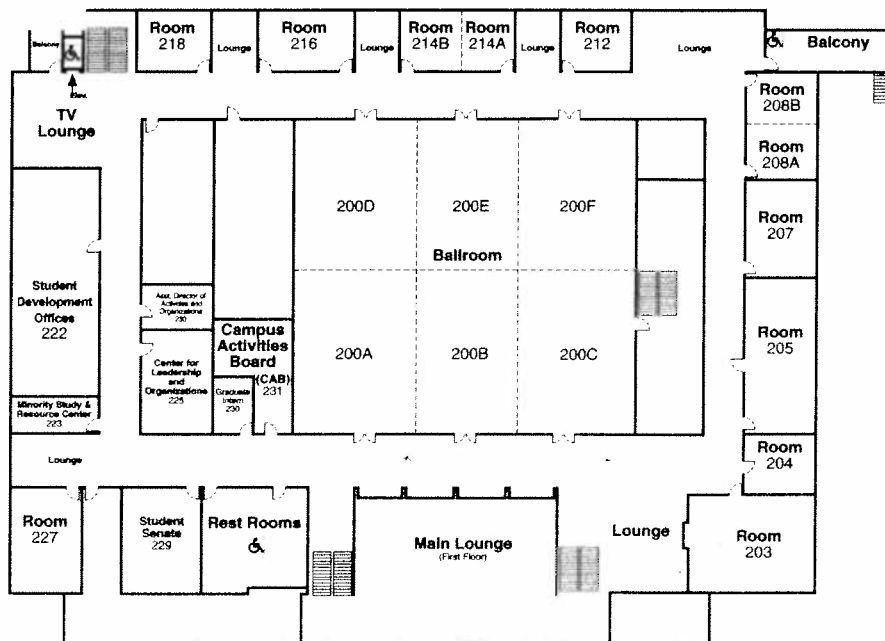 Room
218
Lounge
Room
216
Lounge
Room
214B
Room
214A
Lounge
Room
212
Lounge
Balcony
Balcony
Elev.
TV
Lounge
Room
208B
Room
208A
200D
200E
200F
Room
207
Ballroom
Student
Development
Offices
222
Asst. Director of
Activities and
Organizations
230
Campus
Activities
Board
(CAB)
231
Center for
Leadership
and
Organizations
225
Graduate
Intern
230
200A
200B
200C
Room
205
Minority Study &
Resource Center
223
Lounge
Room
204
Room
227
Student
Senate
229
Rest Rooms
Main Lounge
(First Floor)
Lounge
Room
203